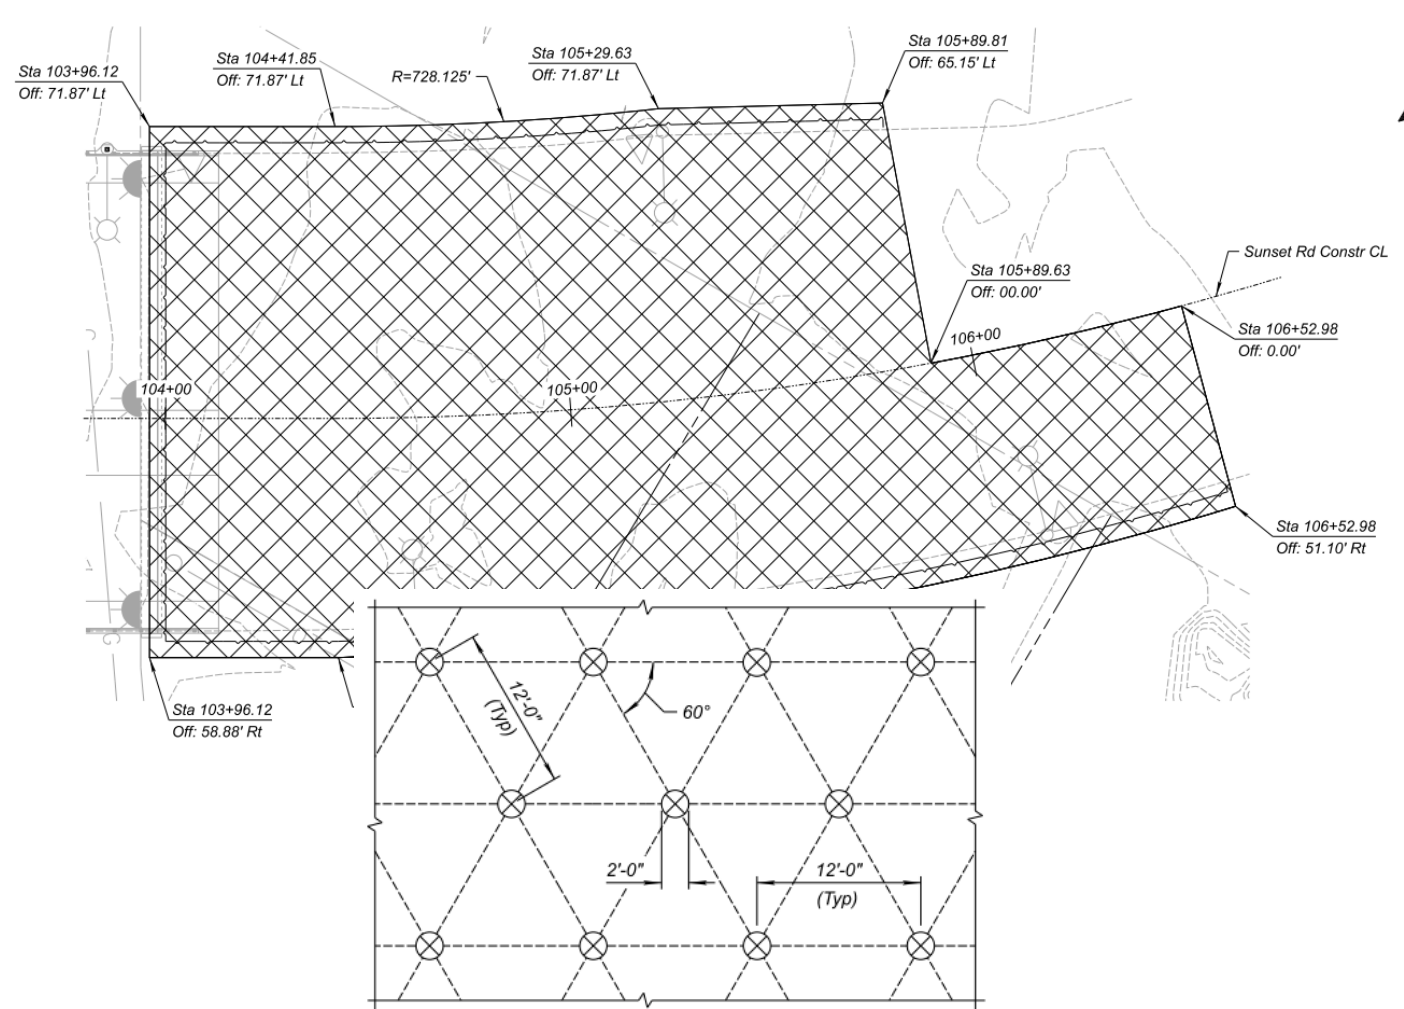 Sta 105+89.81
Off: 65.15' Lt
Sta 105+29.63
Off: 71.87' Lt
Sta 104+41.85
Off: 71.87' Lt
R=728.125'
Sta 103+96.12
Off: 71.87' Lt
Sunset Rd Constr CL
Sta 105+89.63
Off: 00.00'
Sta 106+52.98
Off: 0.00'
106+00
104+00
105+00
Sta 106+52.98
Off: 51.10' Rt
Sta 103+96.12
Off: 58.88' Rt
12'-0"
(Typ)
60°
2'-0"
12'-0"
(Typ)